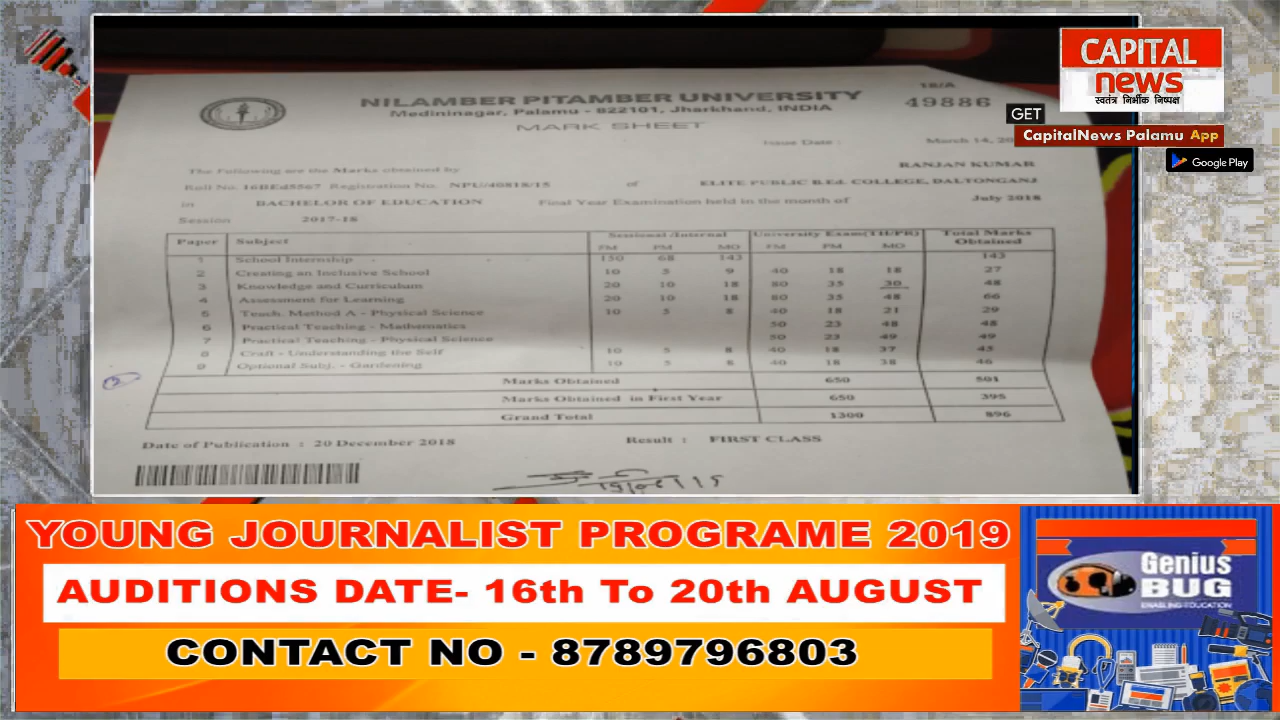 CAPITAL
news
स्वतंत्र निर्भीक निष्पक्ष
GET
CapitalNews Palamu App
Google Play
18/A
49886
NILAMBER PITAMBER UNIVERSITY
Medininagar, Palamu - 822101, Jharkhand, INDIA
MARK SHEET
Issue Date : March 14, 20
The Following are the Marks obtained by RANJAN KUMAR
Roll No. 16BEd5567 Registration No. NPU/40818/15 of ELITE PUBLIC B.Ed. COLLEGE, DALTONGANJ
in BACHELOR OF EDUCATION Final Year Examination held in the month of July 2018
Session 2017-18
Paper Subject Sessional /Internal University Exam(TH/PR) Total Marks Obtained
FM PM MO FM PM MO
1 School Internship 150 68 143 143
2 Creating an Inclusive School 10 5 9 40 18 18 27
3 Knowledge and Curriculum 20 10 18 80 35 30 48
4 Assessment for Learning 20 10 18 80 35 48 66
5 Teach. Method A - Physical Science 10 5 8 40 18 21 29
6 Practical Teaching - Mathematics 50 23 48 48
7 Practical Teaching - Physical Science 50 23 49 49
8 Craft - Understanding the Self 10 5 8 40 18 37 45
9 Optional Subj. - Gardening 10 5 8 40 18 38 46
Marks Obtained 650 501
Marks Obtained in First Year 650 395
Grand Total 1300 896
Date of Publication : 20 December 2018 Result : FIRST CLASS
YOUNG JOURNALIST PROGRAME 2019
AUDITIONS DATE- 16th To 20th AUGUST
CONTACT NO - 8789796803
Genius
BUG
ENABLING EDUCATION